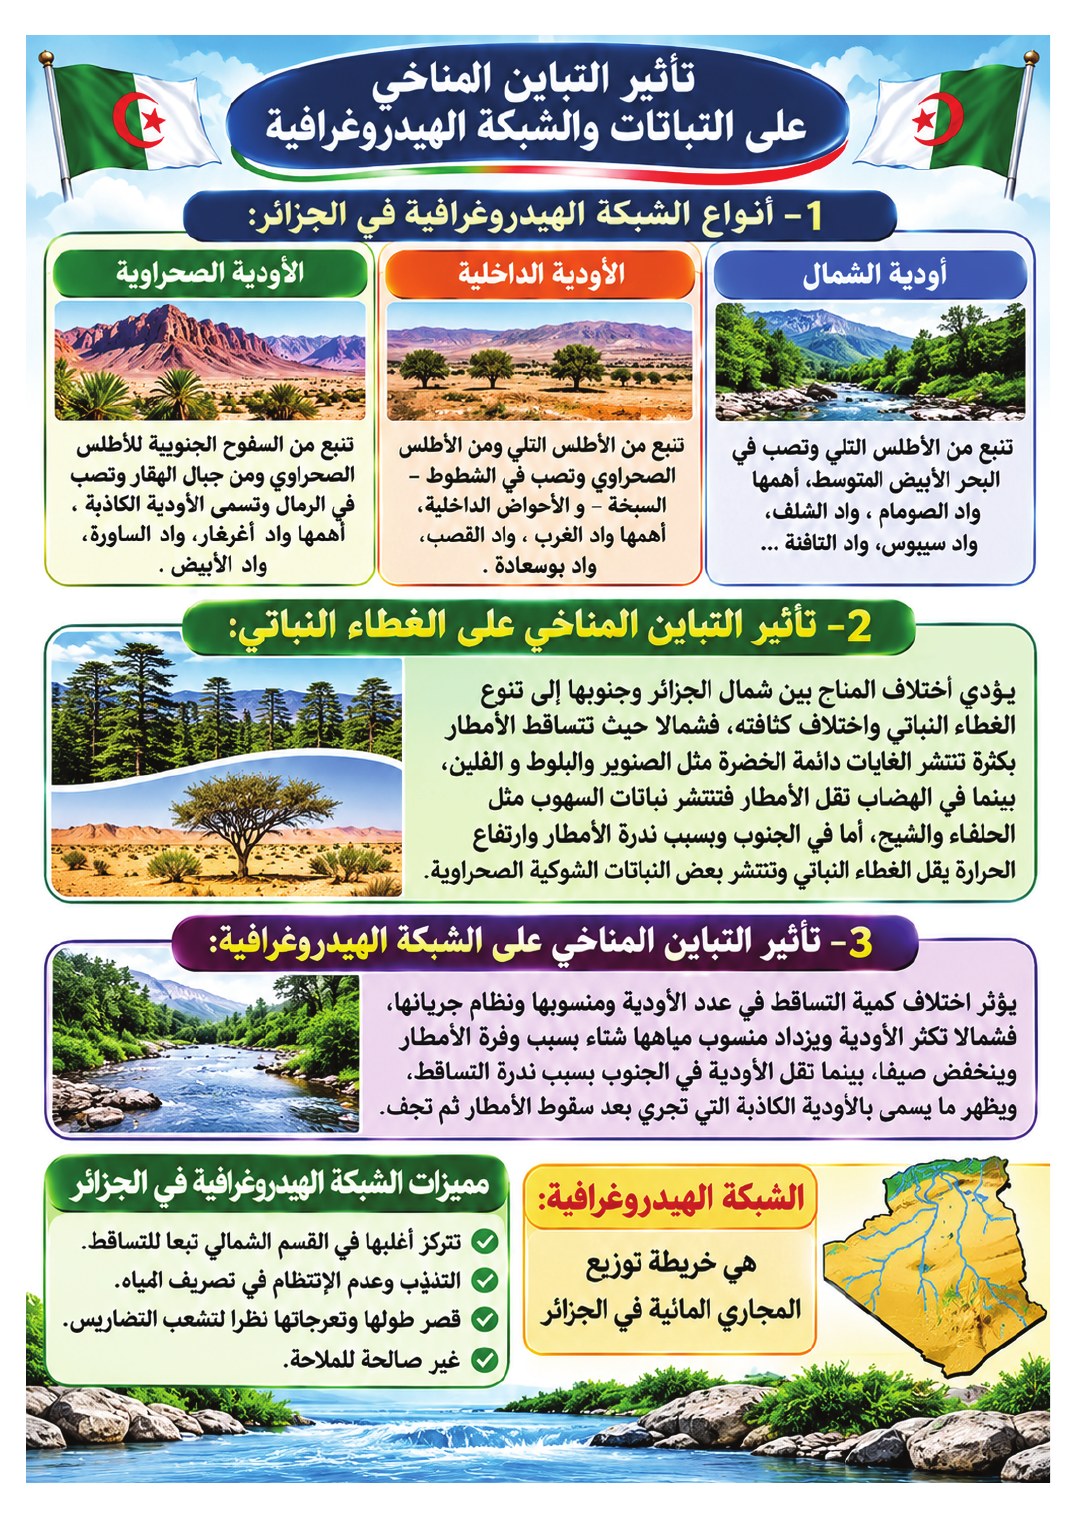 تأثير التباين المناخي
على التباتات والشبكة الهيدروغرافية
1- أنواع الشبكة الهيدروغرافية في الجزائر:
أودية الشمال
تنبع من الأطلس التلي وتصب في
البحر الأبيض المتوسط، أهمها
واد الصومام ، واد الشلف،
واد سيبوس، واد التافنة ...
الأودية الداخلية
تنبع من الأطلس التلي ومن الأطلس
الصحراوي وتصب في الشطوط -
السبخة - و الأحواض الداخلية،
أهمها واد الغرب ، واد القصب،
واد بوسعادة .
الأودية الصحراوية
تنبع من السفوح الجنوبية للأطلس
الصحراوي ومن جبال الهقار وتصب
في الرمال وتسمى الأودية الكاذبة ،
أهمها واد أغرغار، واد الساورة،
واد الأبيض .
2- تأثير التباين المناخي على الغطاء النباتي:
يـؤدي أختلاف المناج بين شمال الجزائر وجنوبها إلى تنوع
الغطاء النباتي واختلاف كثافته، فشمالا حيث تتساقط الأمطار
بكثرة تنتشر الغايات دائمة الخضرة مثل الصنوير والبلوط و الفلين،
بينما في الهضاب تقل الأمطار فتنتشر نباتات السهوب مثل
الحلفاء والشيح، أما في الجنوب وبسبب ندرة الأمطار وارتفاع
الحرارة يقل الغطاء النباتي وتنتشر بعض النباتات الشوكية الصحراوية.
3- تأثير التباين المناخي على الشبكة الهيدروغرافية:
يؤثر اختلاف كمية التساقط في عدد الأودية ومنسوبها ونظام جريانها،
فشمالا تكثر الأودية ويزداد منسوب مياهها شتاء بسبب وفرة الأمطار
وينخفض صيفا، بينما تقل الأودية في الجنوب بسبب ندرة التساقط،
ويظهر ما يسمى بالأودية الكاذبة التي تجري بعد سقوط الأمطار ثم تجف.
الشبكة الهيدروغرافية:
هي خريطة توزيع
المجاري المائية في الجزائر
مميزات الشبكة الهيدروغرافية في الجزائر
تتركز أغلبها في القسم الشمالي تبعا للتساقط.
التذبذب وعدم الإنتظام في تصريف المياه.
قصر طولها وتعرجاتها نظرا لتشعب التضاريس.
غير صالحة للملاحة.